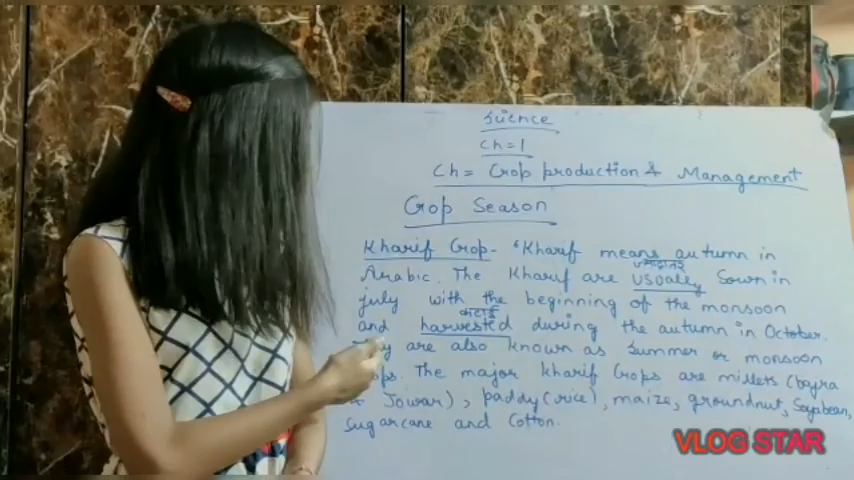 Science
Ch=1
Ch= Crop production & Management
Crop Season
Kharif Crop- "Kharif means autumn in
Arabic. The Kharif are usually Sown in
july with the beginning of the monsoon
कटाई
and harvested during the autumn in October.
are also known as Summer or monsoon
The major kharif Crops are millets (bajra
Jowar), paddy(rice), maize, groundnut, Soyabean,
Sugarcane and Cotton.
VLOG STAR